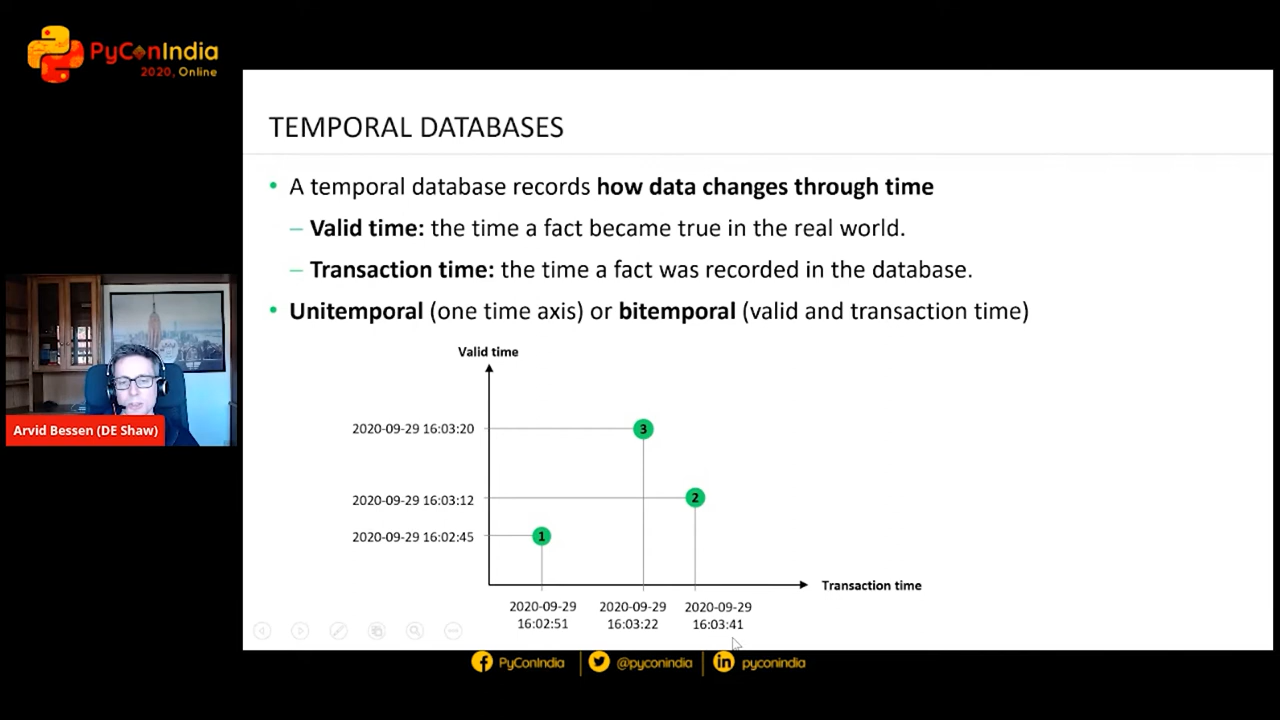 PyConIndia
2020, Online
TEMPORAL DATABASES
• A temporal database records how data changes through time
– Valid time: the time a fact became true in the real world.
– Transaction time: the time a fact was recorded in the database.
• Unitemporal (one time axis) or bitemporal (valid and transaction time)
Valid time
2020-09-29 16:03:20
3
2020-09-29 16:03:12
2
2020-09-29 16:02:45
1
Transaction time
2020-09-29
16:02:51
2020-09-29
16:03:22
2020-09-29
16:03:41
Arvid Bessen (DE Shaw)
PyConIndia
@pyconindia
pyconindia